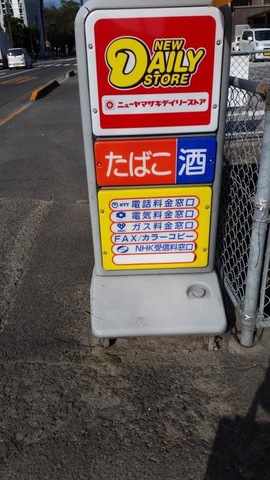 NEW
DAILY
STORE
ニューヤマザキデイリーストア
たばこ 酒
NTT 電話料金窓口
電気料金窓口
ガス料金窓口
FAX/カラーコピー
NHK受信料窓口